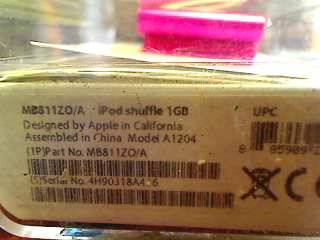 MB811ZO/A iPod shuffle 1GB UPC
Designed by Apple in California
Assembled in China Model A1204
(1P)Part No. MB811ZO/A
(S)Serial No.